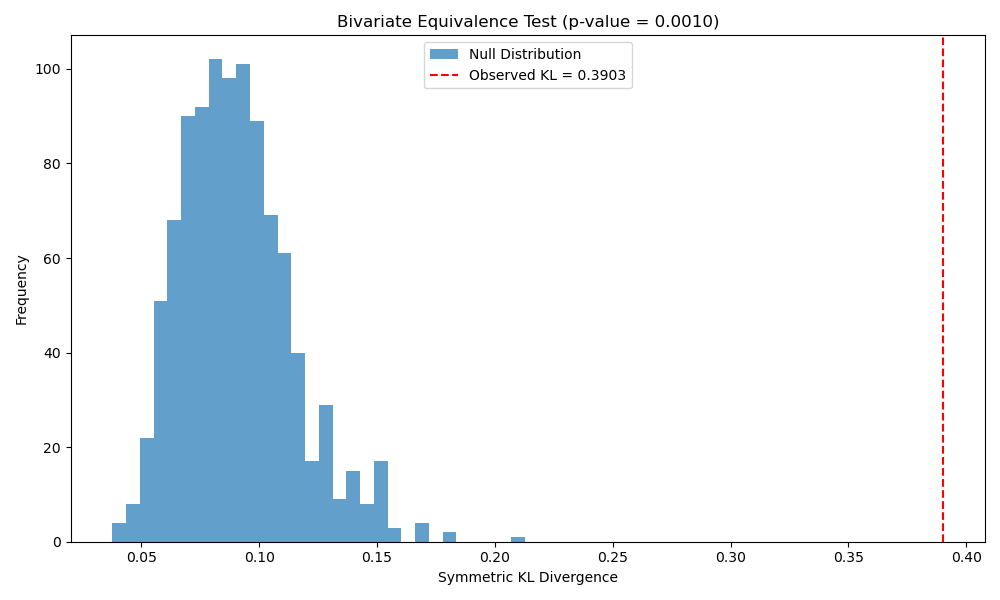 Bivariate Equivalence Test (p-value = 0.0010)
Null Distribution
Observed KL = 0.3903
Frequency
100
80
60
40
20
0
0.05 0.10 0.15 0.20 0.25 0.30 0.35 0.40
Symmetric KL Divergence